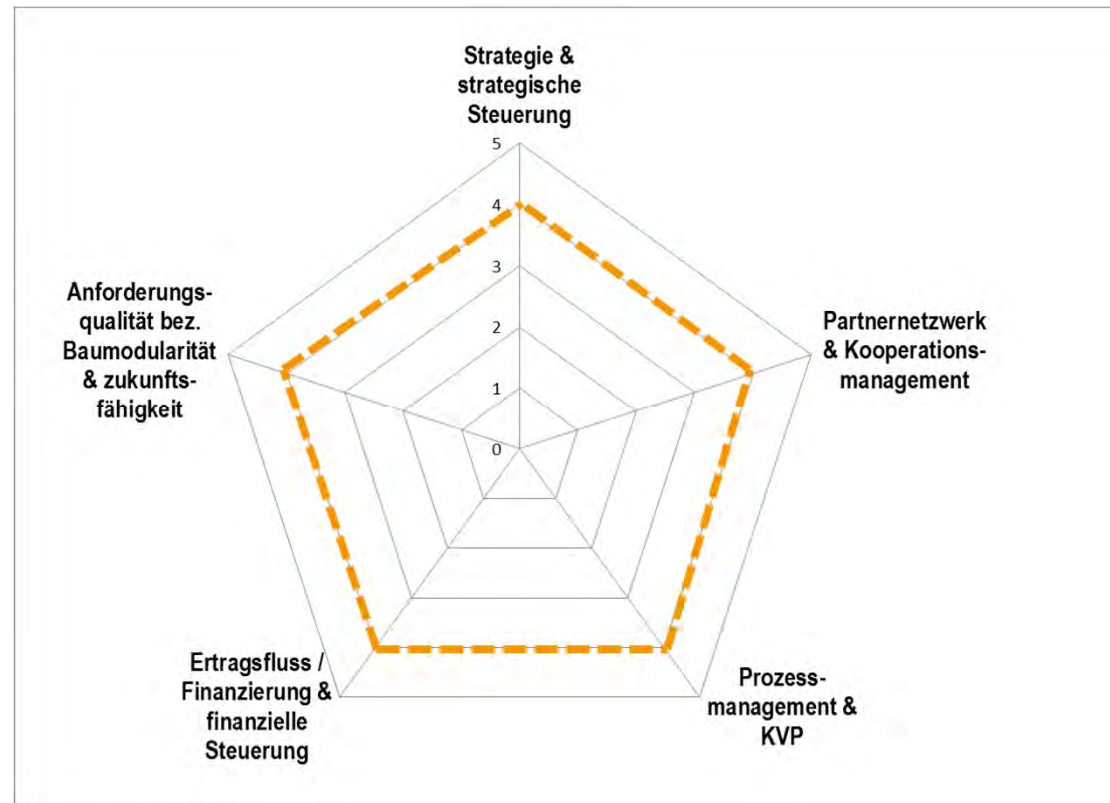 Strategie &
strategische
Steuerung
5
4
3
2
1
0
Partnernetzwerk
& Kooperations-
management
Prozess-
management &
KVP
Ertragsfluss /
Finanzierung &
finanzielle
Steuerung
Anforderungs-
qualität bez.
Baumodularität
& zukunfts-
fähigkeit